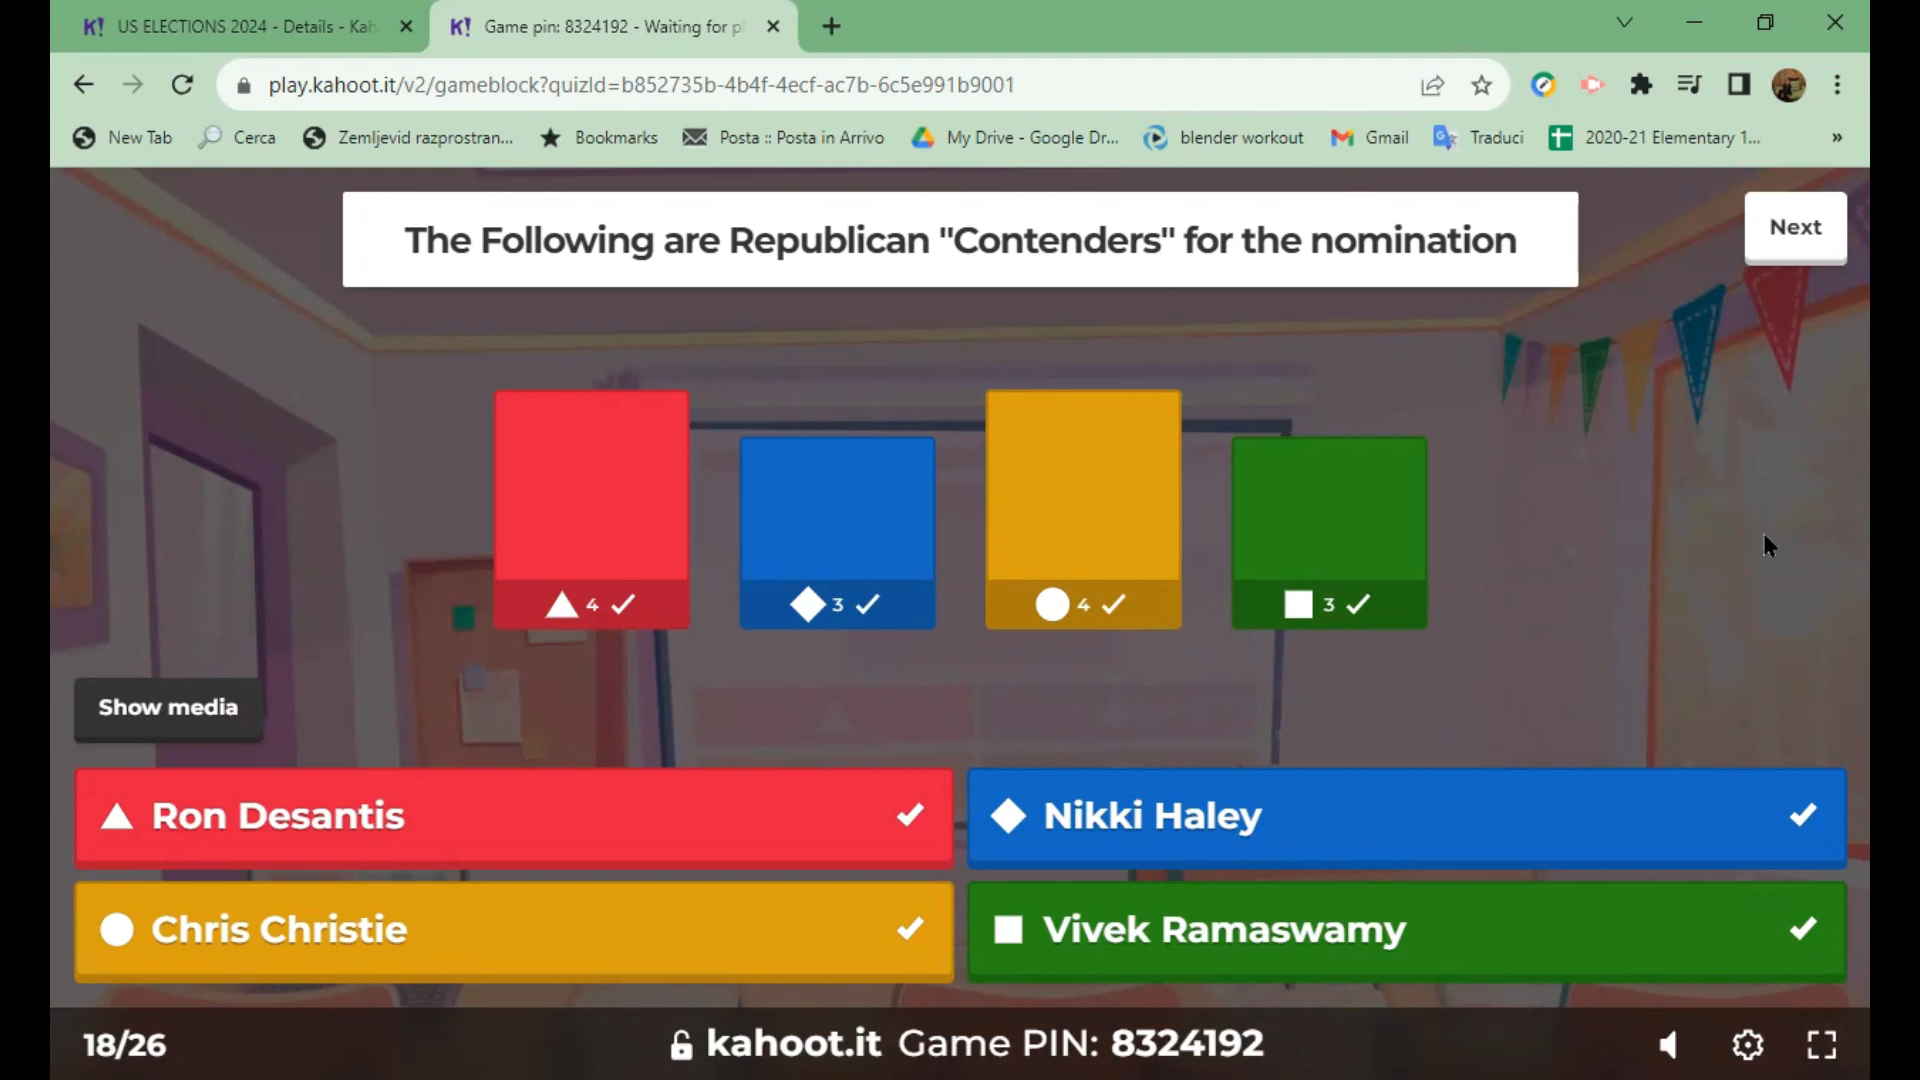 K! US ELECTIONS 2024 - Details - Kah
K! Game pin: 8324192 - Waiting for p
play.kahoot.it/v2/gameblock?quizId=b852735b-4b4f-4ecf-ac7b-6c5e991b9001
New Tab
Cerca
Zemljevid razprostran...
Bookmarks
Posta :: Posta in Arrivo
My Drive - Google Dr...
blender workout
Gmail
Traduci
2020-21 Elementary 1...
»
The Following are Republican "Contenders" for the nomination
Next
4
3
4
3
Show media
Ron Desantis
Nikki Haley
Chris Christie
Vivek Ramaswamy
18/26
kahoot.it Game PIN: 8324192